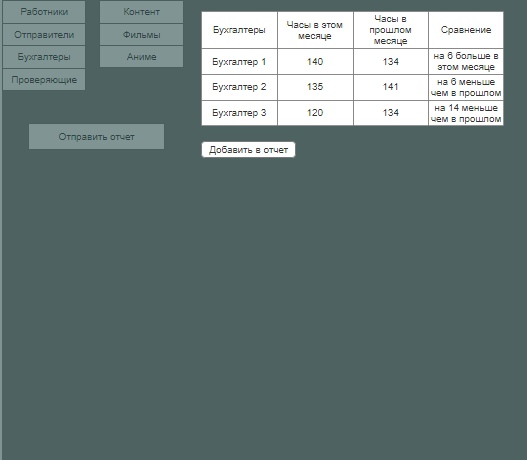 Работники
Отправители
Бухгалтеры
Проверяющие
Контент
Фильмы
Аниме
Отправить отчет
Бухгалтеры
Часы в этом
месяце
Часы в
прошлом
месяце
Сравнение
Бухгалтер 1
140
134
на 6 больше в
этом месяце
Бухгалтер 2
135
141
на 6 меньше
чем в прошлом
Бухгалтер 3
120
134
на 14 меньше
чем в прошлом
Добавить в отчет